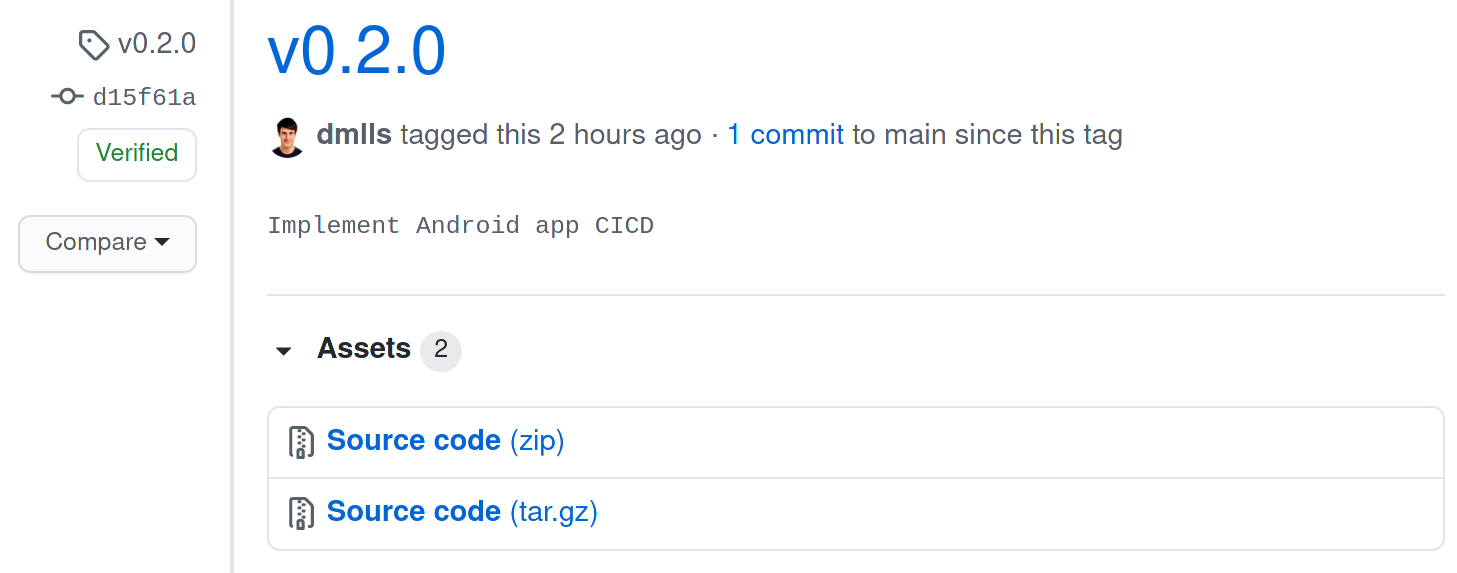 v0.2.0
d15f61a
Verified
Compare
v0.2.0
dmlls tagged this 2 hours ago · 1 commit to main since this tag
Implement Android app CICD
Assets 2
Source code (zip)
Source code (tar.gz)